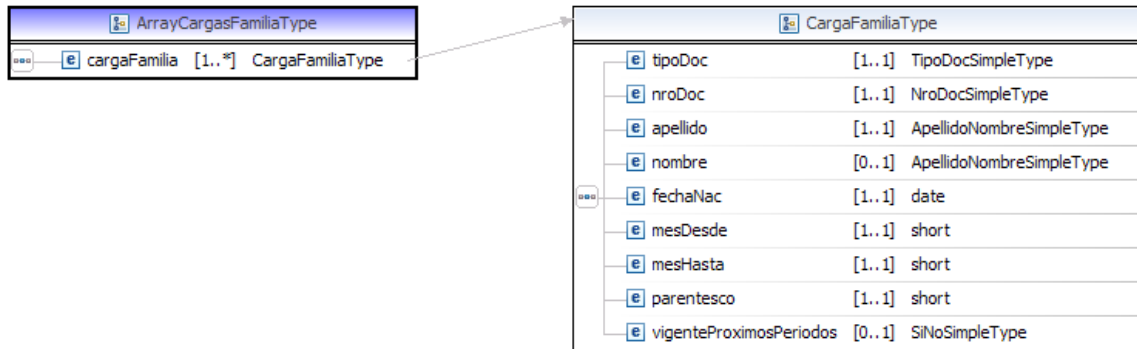 ArrayCargasFamiliaType
e cargaFamilia [1..*] CargaFamiliaType
CargaFamiliaType
e tipoDoc [1..1] TipoDocSimpleType
e nroDoc [1..1] NroDocSimpleType
e apellido [1..1] ApellidoNombreSimpleType
e nombre [0..1] ApellidoNombreSimpleType
e fechaNac [1..1] date
e mesDesde [1..1] short
e mesHasta [1..1] short
e parentesco [1..1] short
e vigenteProximosPeriodos [0..1] SiNoSimpleType